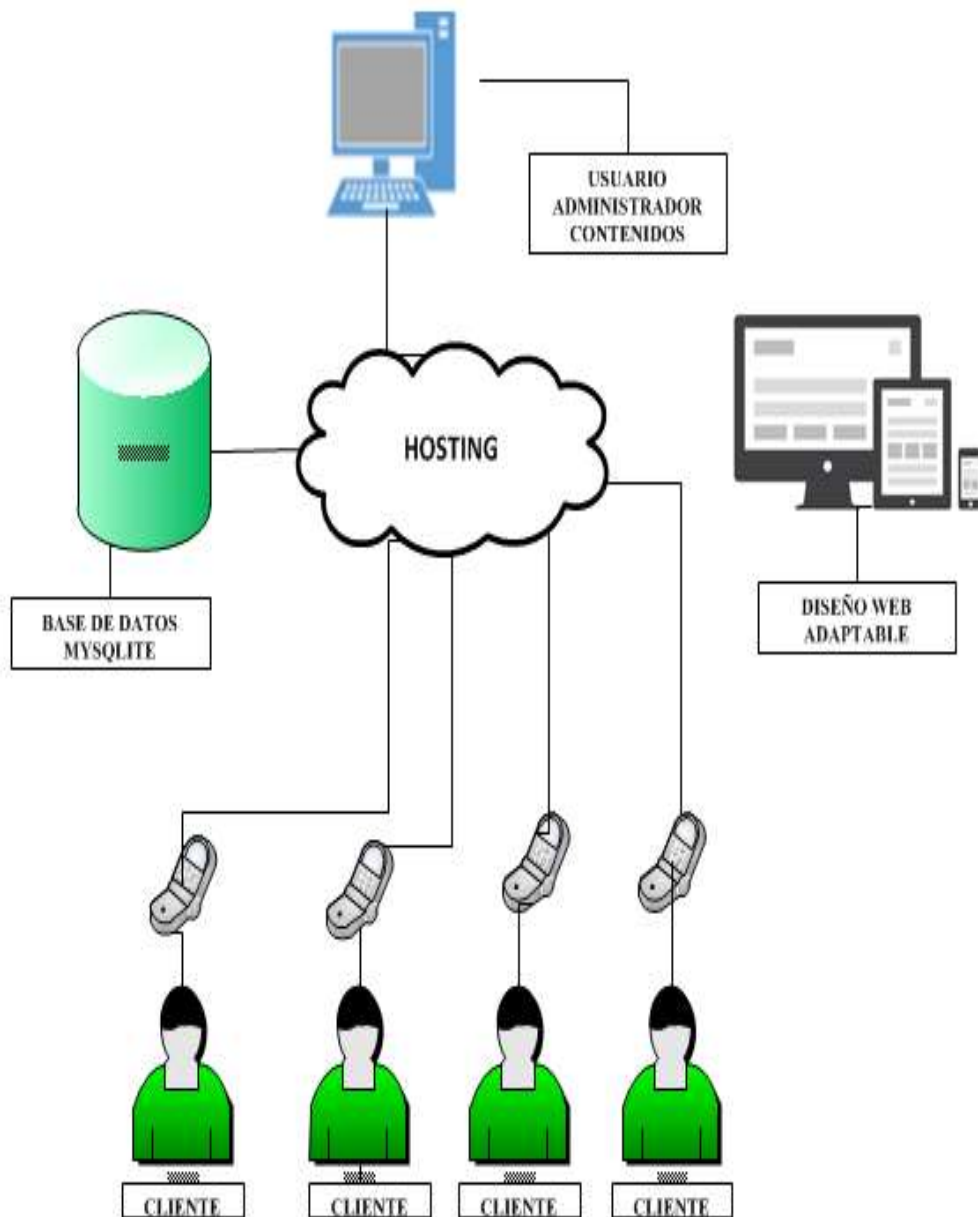 USUARIO
ADMINISTRADOR
CONTENIDOS
HOSTING
BASE DE DATOS
MYSQLITE
DISEÑO WEB
ADAPTABLE
CLIENTE
CLIENTE
CLIENTE
CLIENTE